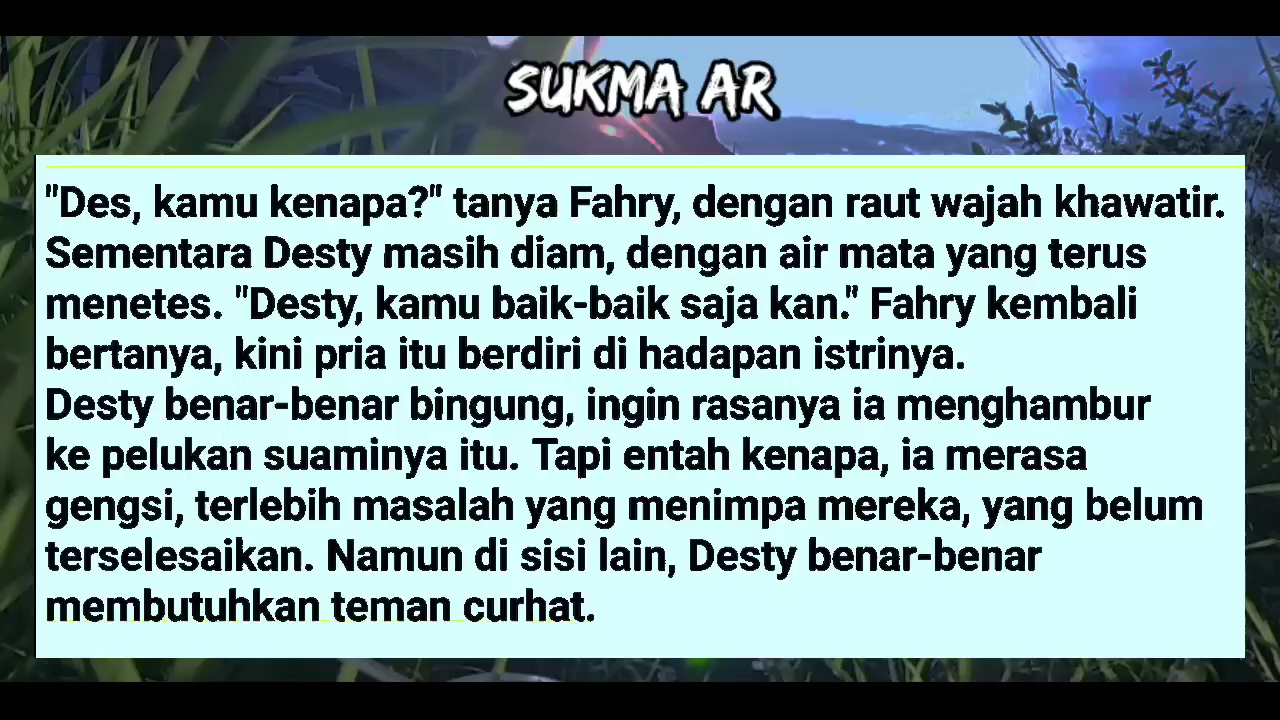 SUKMA AR
"Des, kamu kenapa?" tanya Fahry, dengan raut wajah khawatir.
Sementara Desty masih diam, dengan air mata yang terus
menetes. "Desty, kamu baik-baik saja kan." Fahry kembali
bertanya, kini pria itu berdiri di hadapan istrinya.
Desty benar-benar bingung, ingin rasanya ia menghambur
ke pelukan suaminya itu. Tapi entah kenapa, ia merasa
gengsi, terlebih masalah yang menimpa mereka, yang belum
terselesaikan. Namun di sisi lain, Desty benar-benar
membutuhkan teman curhat.